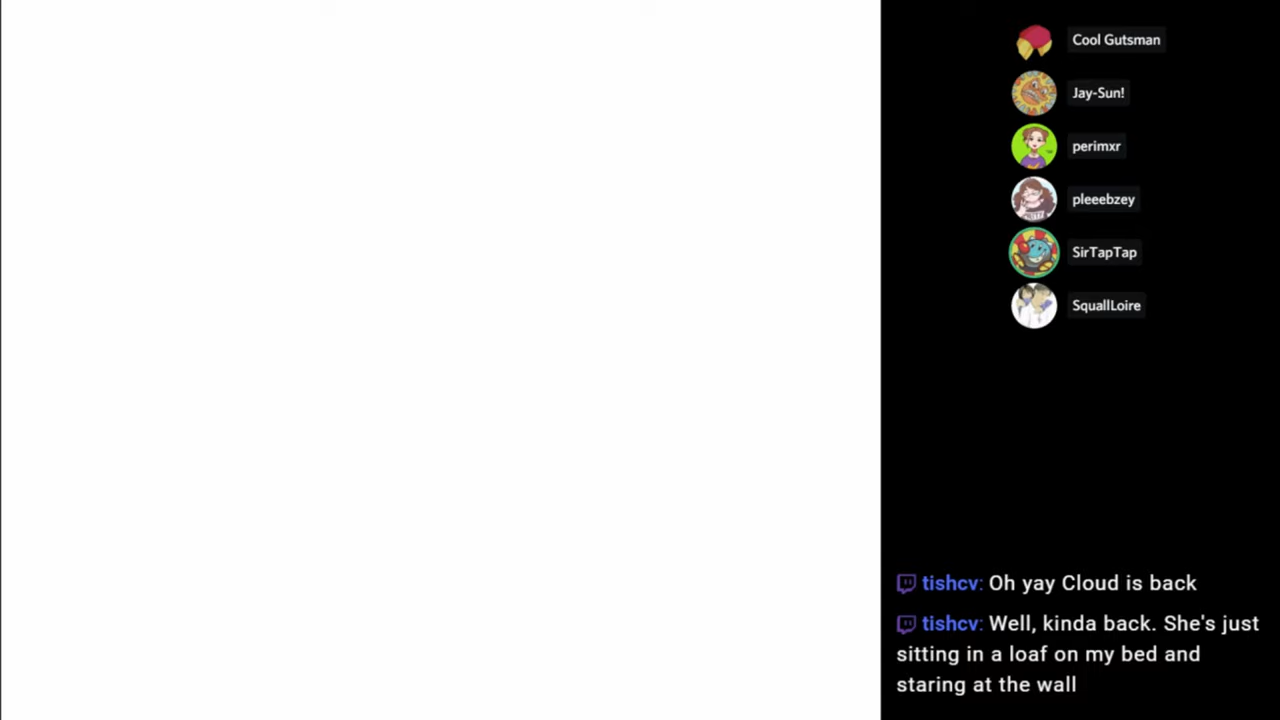 Cool Gutsman
Jay-Sun!
perimxr
pleeebzey
SirTapTap
SquallLoire
tishcv: Oh yay Cloud is back
tishcv: Well, kinda back. She's just
sitting in a loaf on my bed and
staring at the wall